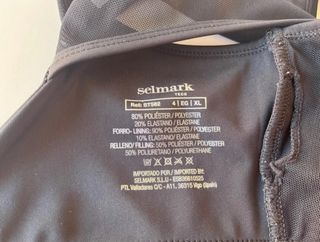 selmark
TECH
Ref: BTS62 4 | EG | XL
80% POLIÉSTER / POLYESTER
20% ELASTANO / ELASTANE
FORRO- LINING: 90% POLIÉSTER / POLYESTER
10% ELASTANO/ ELASTANE
RELLENO/ FILLING: 50% POLIÉSTER / POLYESTER
50% POLIURETANO / POLYURETHANE
IMPORTADO POR / IMPORTED BY:
SELMARK S.L.U -
PTL Valladares C/C - A11. 36315 Vigo (Spain)